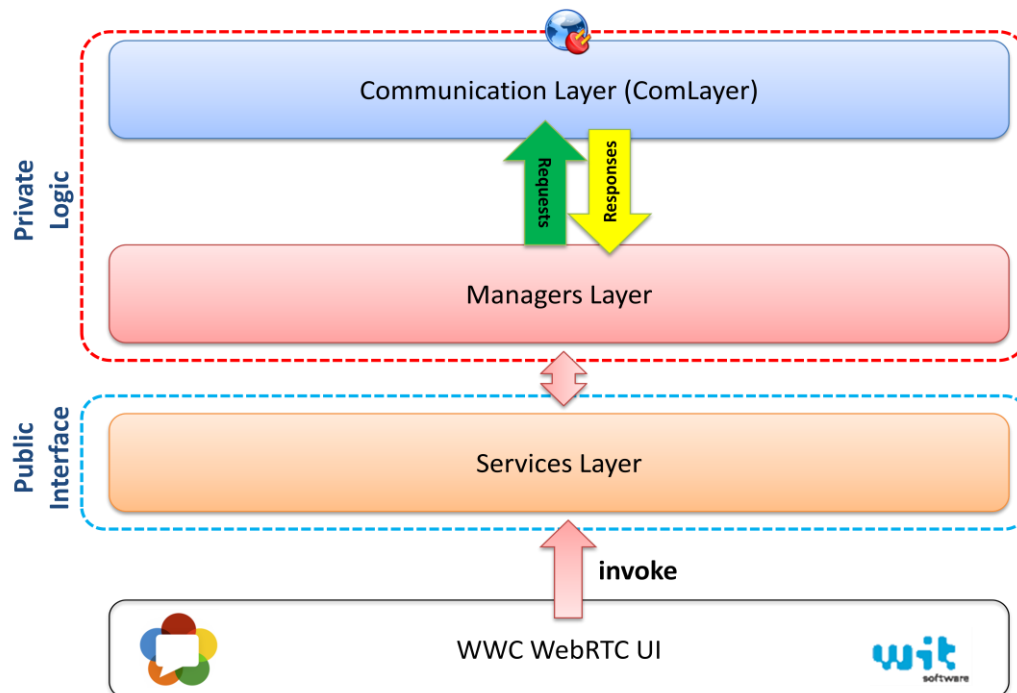 Communication Layer (ComLayer)
Requests
Responses
Private
Logic
Managers Layer
Public
Interface
Services Layer
invoke
WWC WebRTC UI
wit
software